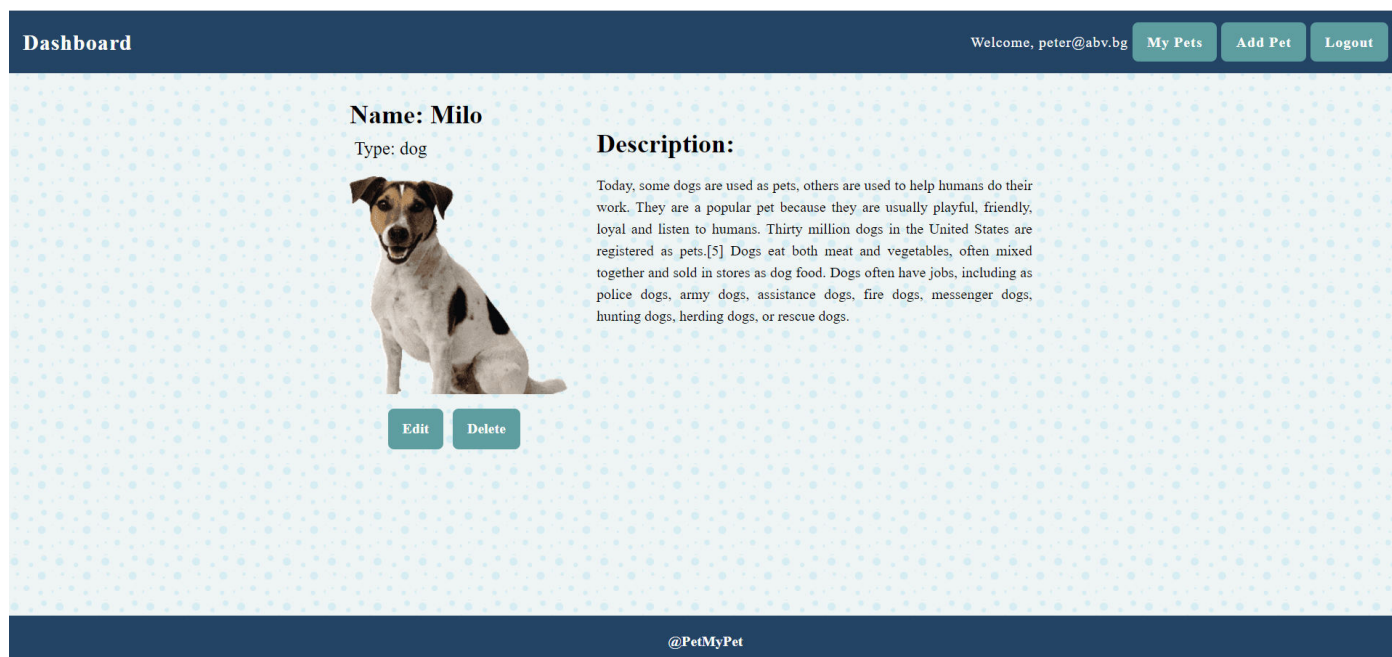 Dashboard
Welcome, peter@abv.bg My Pets Add Pet Logout
Name: Milo
Type: dog
Description:
Today, some dogs are used as pets, others are used to help humans do their
work. They are a popular pet because they are usually playful, friendly,
loyal and listen to humans. Thirty million dogs in the United States are
registered as pets.[5] Dogs eat both meat and vegetables, often mixed
together and sold in stores as dog food. Dogs often have jobs, including as
police dogs, army dogs, assistance dogs, fire dogs, messenger dogs,
hunting dogs, herding dogs, or rescue dogs.
Edit Delete
@PetMyPet